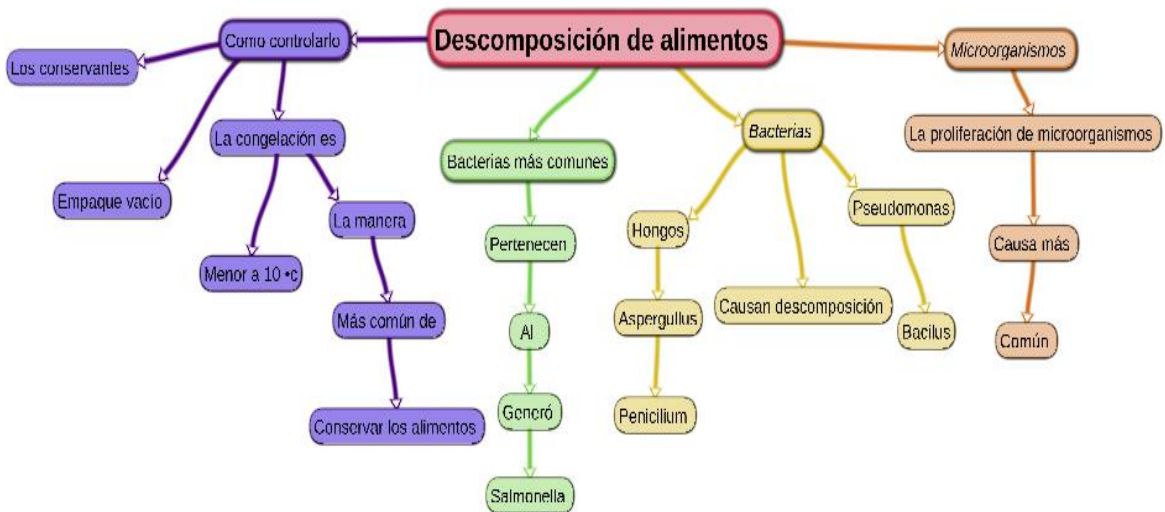 Descomposición de alimentos
Como controlarlo
Los conservantes
Empaque vacio
La congelación es
Menor a 10 •c
La manera
Más común de
Conservar los alimentos
Bacterias más comunes
Pertenecen
Al
Generó
Salmonella
Bacterias
Hongos
Aspergullus
Penicilium
Causan descomposición
Pseudomonas
Bacilus
Microorganismos
La proliferación de microorganismos
Causa más
Común